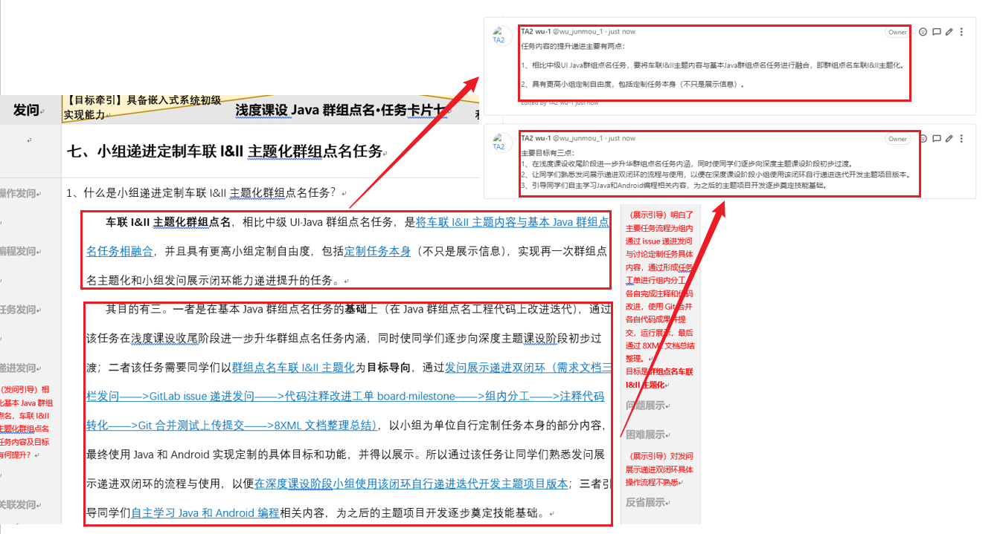 TA2 wu-1 @wu_junmou_1 · just now
Owner
任务内容的提升递进主要有两点：
1、相比中级UI Java群组点名任务，要将车联I&II主题内容与基本Java群组点名任务进行融合，即群组点名车联I&II主题化。
2、具有更高小组定制自由度，包括定制任务本身（不只是展示信息）。
Edited by TA2 wu-1 just now
TA2
TA2 wu-1 @wu_junmou_1 · just now
Owner
主要目标有三点：
1、在浅度课设收尾阶段进一步升华群组点名任务内涵，同时使同学们逐步向深度主题课设阶段初步过渡。
2、让同学们熟悉发问展示递进双闭环的流程与使用，以便在深度课设阶段小组使用该闭环自行递进迭代开发主题项目版本。
3、引导同学们自主学习Java和Android编程相关内容，为之后的主题项目开发逐步奠定技能基础。
TA2
发问
【目标牵引】具备嵌入式系统初级
实现能力
浅度课设 Java 群组点名•任务卡片七
七、小组递进定制车联 I&II 主题化群组点名任务
操作发问
编程发问
任务发问
递进发问
（发问引导）相
化基本 Java 群组
点名，车联 I&II
主题化群组点名
任务内容及目标
有何提升？
关联发问
1、什么是小组递进定制车联 I&II 主题化群组点名任务？
车联 I&II 主题化群组点名，相比中级 UI·Java 群组点名任务，是将车联 I&II 主题内容与基本 Java 群组点
名任务相融合，并且具有更高小组定制自由度，包括定制任务本身（不只是展示信息），实现再一次群组点
名主题化和小组发问展示闭环能力递进提升的任务。
其目的有三。一者是在基本 Java 群组点名任务的基础上（在 Java 群组点名工程代码上改进迭代），通过
该任务在浅度课设收尾阶段进一步升华群组点名任务内涵，同时使同学们逐步向深度主题课设阶段初步过
渡；二者该任务需要同学们以群组点名车联 I&II 主题化为目标导向，通过发问展示递进双闭环（需求文档三
栏发问——>GitLab issue 递进发问——>代码注释改进工单 board·milestone——>组内分工——>注释代码
转化——>Git 合并测试上传提交——>8XML 文档整理总结），以小组为单位自行定制任务本身的部分内容，
最终使用 Java 和 Android 实现定制的具体目标和功能，并得以展示。所以通过该任务让同学们熟悉发问展
示递进双闭环的流程与使用，以便在深度课设阶段小组使用该闭环自行递进迭代开发主题项目版本；三者引
导同学们自主学习 Java 和 Android 编程相关内容，为之后的主题项目开发逐步奠定技能基础。
（展示引导）明白了
主要任务流程为组内
通过 issue 递进发问
与讨论定制任务具体
内容，通过形成任务
工单进行组内分工，
各自完成注释和代码
改进，使用 Git 合并
各自代码成果并提
交，运行展示，最后
通过 8XML 文档总结
整理。
目标是群组点名车联
I&II 主题化
问题展示
困难展示
（展示引导）对发问
展示递进双闭环具体
操作流程不熟悉
反省展示